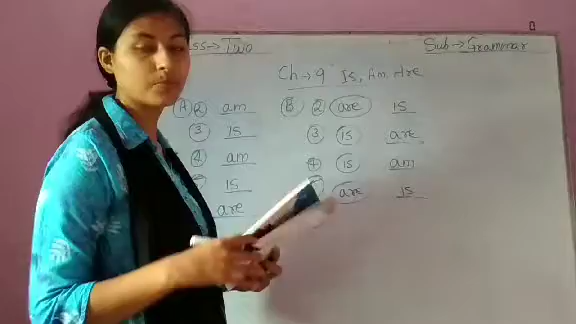 ss→ Two Sub→ Grammar
Ch→9 Is, Am, Are
A 2 am B 2 are is
3 is 3 is are
4 am 4 is am
is are is
are